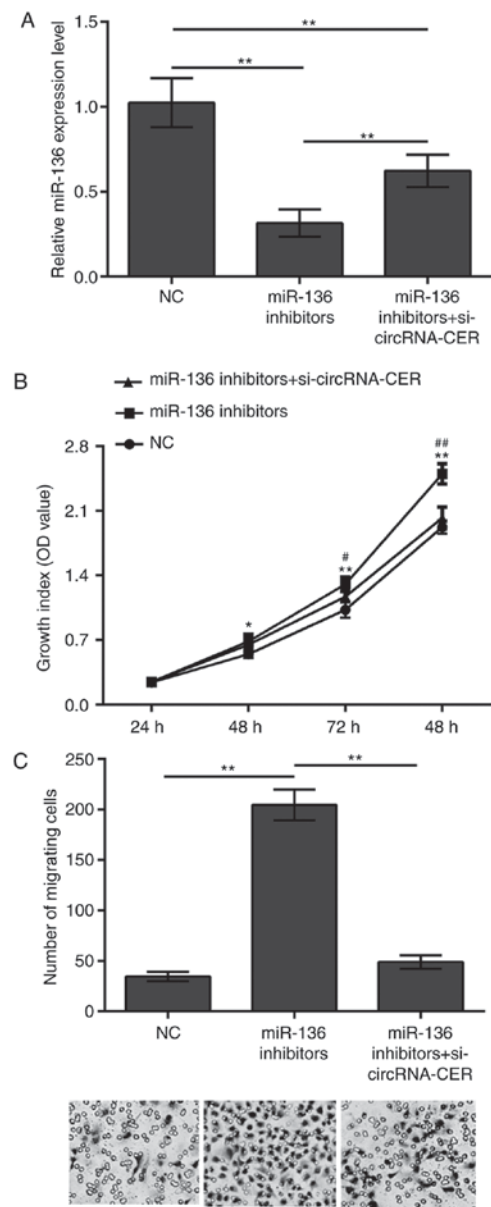 A
Relative miR-136 expression level
1.5
1.0
0.5
0.0
**
**
**
NC
miR-136
inhibitors
miR-136
inhibitors+si-
circRNA-CER
B
miR-136 inhibitors+si-circRNA-CER
miR-136 inhibitors
NC
Growth index (OD value)
2.8
2.1
1.4
0.7
0.0
*
#
**
##
**
24 h
48 h
72 h
48 h
C
Number of migrating cells
250
200
150
100
50
0
**
**
NC
miR-136
inhibitors
miR-136
inhibitors+si-
circRNA-CER